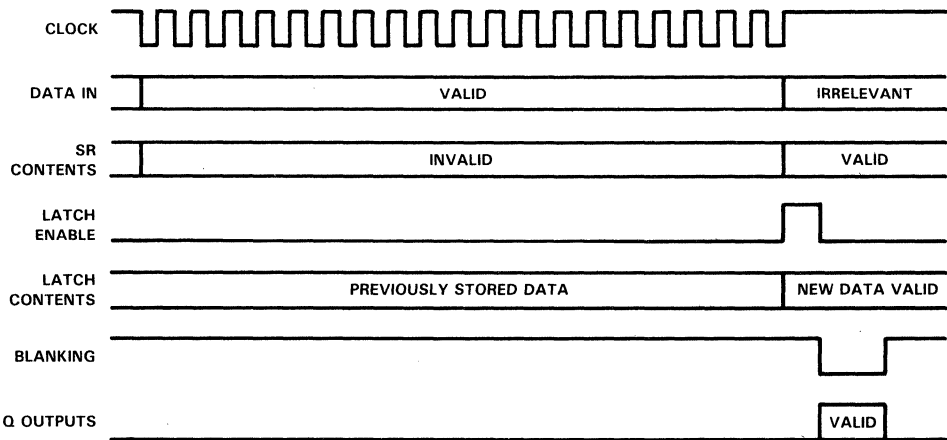 CLOCK
DATA IN
VALID
IRRELEVANT
SR
CONTENTS
INVALID
VALID
LATCH
ENABLE
LATCH
CONTENTS
PREVIOUSLY STORED DATA
NEW DATA VALID
BLANKING
Q OUTPUTS
VALID